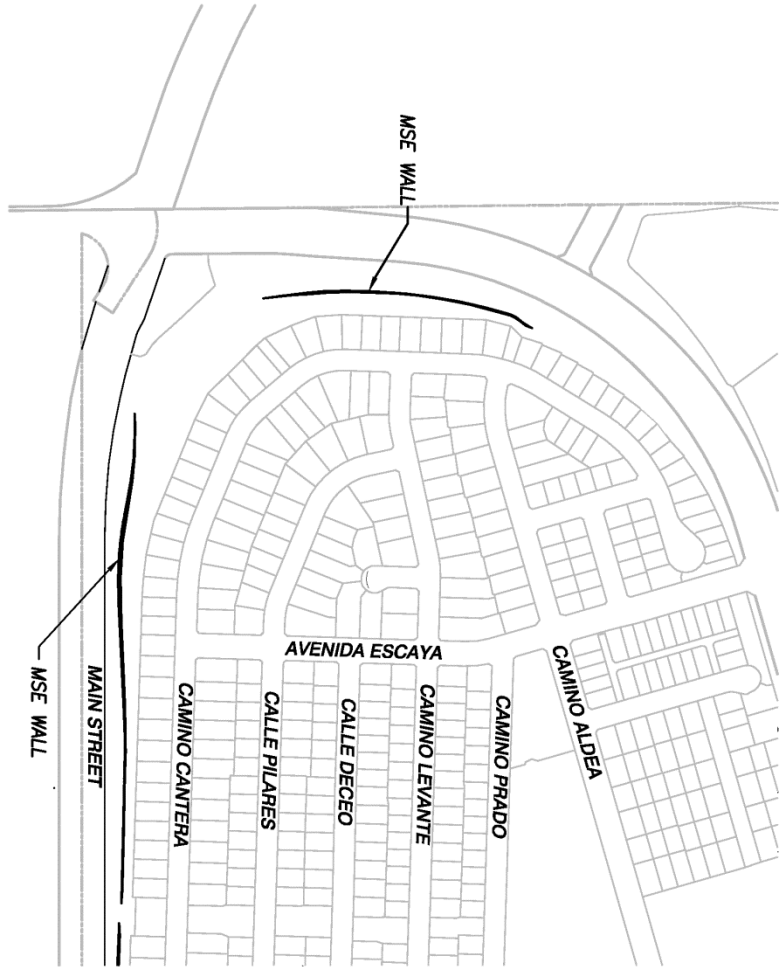 MSE WALL
AVENIDA ESCAYA
MSE WALL
MAIN STREET
CAMINO CANTERA
CALLE PILARES
CALLE DECEO
CAMINO LEVANTE
CAMINO PRADO
CAMINO ALDEA